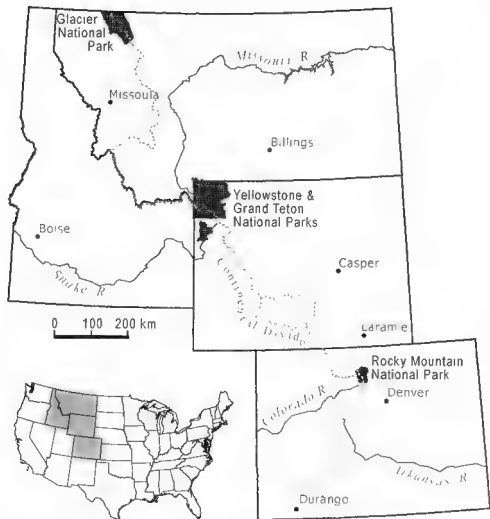 Glacier
National
Park
Missouri R
Missoula
Billings
Yellowstone &
Grand Teton
National Parks
Boise
Snake R
Continental Divide
Casper
0 100 200 km
Laramie
Rocky Mountain
National Park
Colorado R
Denver
Arkansas R
Durango